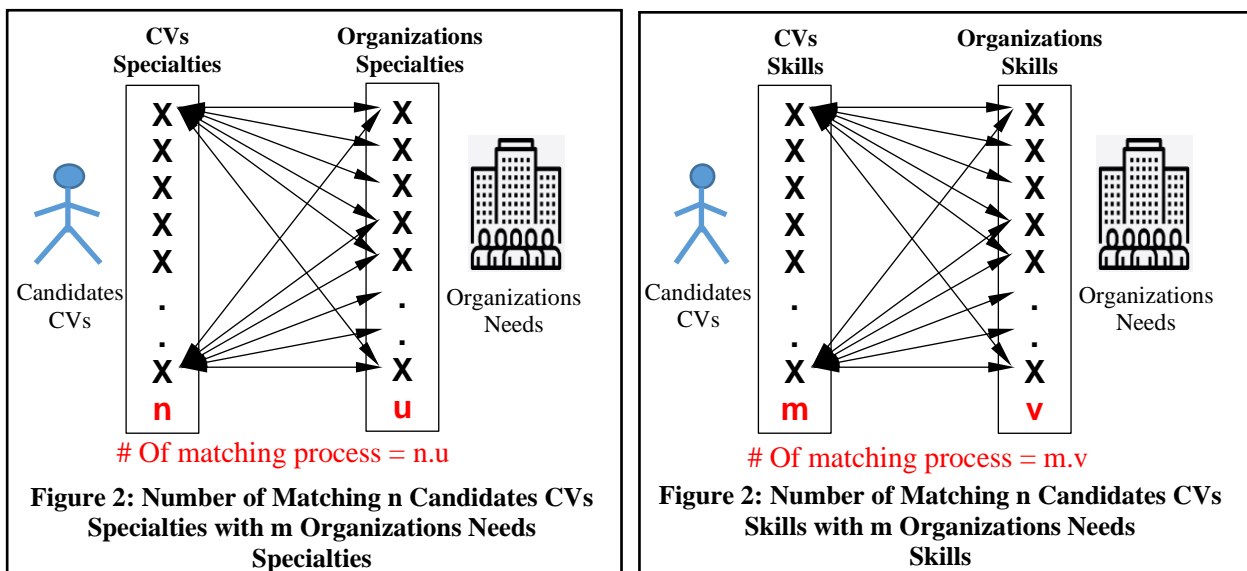 CVs
Specialties
Organizations
Specialties
X
X
X
X
X
.
.
X
n
X
X
X
X
X
.
.
X
u
Candidates
CVs
Organizations
Needs
# Of matching process = n.u
Figure 2: Number of Matching n Candidates CVs
Specialties with m Organizations Needs
Specialties
CVs
Skills
Organizations
Skills
X
X
X
X
X
.
.
X
m
X
X
X
X
X
.
.
X
v
Candidates
CVs
Organizations
Needs
# Of matching process = m.v
Figure 2: Number of Matching n Candidates CVs
Skills with m Organizations Needs
Skills